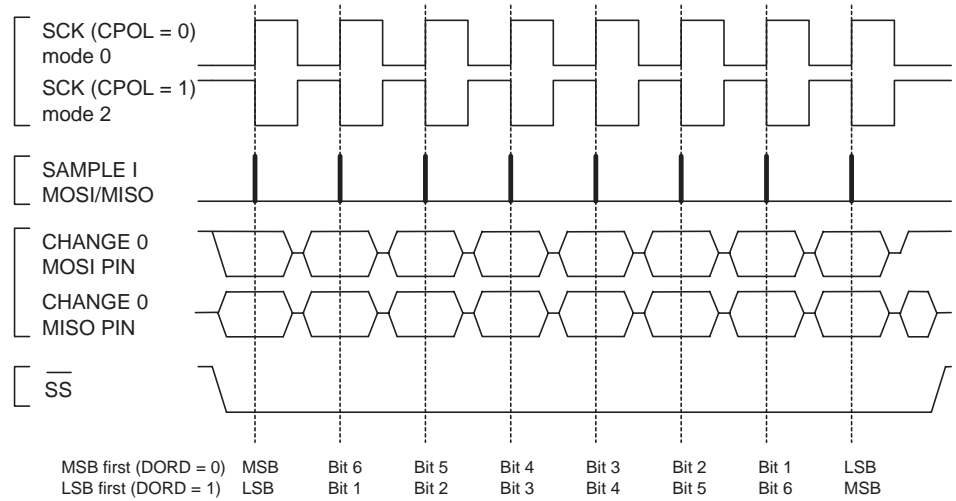 SCK (CPOL = 0)
mode 0
SCK (CPOL = 1)
mode 2
SAMPLE I
MOSI/MISO
CHANGE 0
MOSI PIN
CHANGE 0
MISO PIN
SS
MSB first (DORD = 0) MSB Bit 6 Bit 5 Bit 4 Bit 3 Bit 2 Bit 1 LSB
LSB first (DORD = 1) LSB Bit 1 Bit 2 Bit 3 Bit 4 Bit 5 Bit 6 MSB